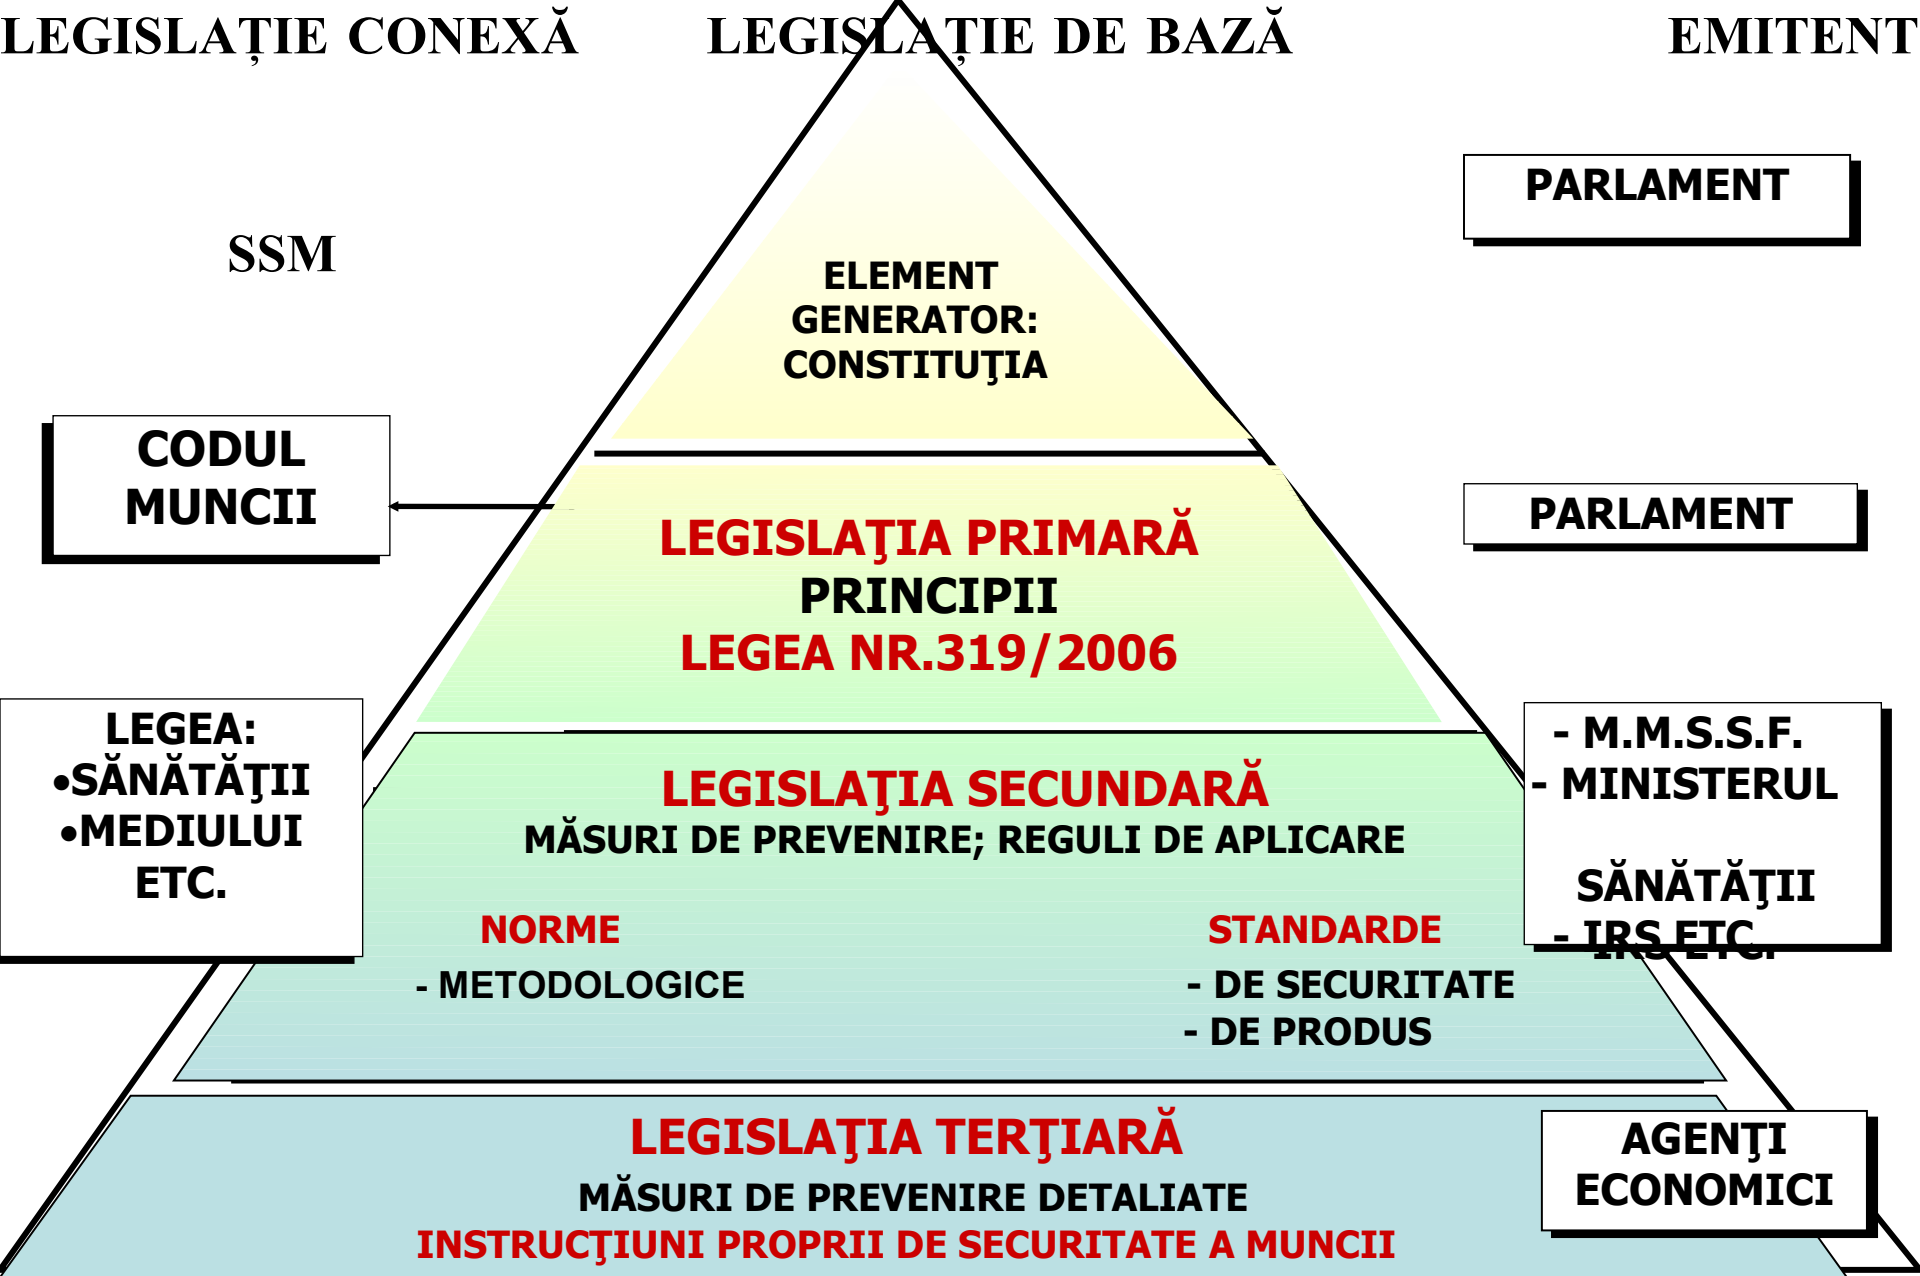 LEGISLAȚIE CONEXĂ
LEGISLAȚIE DE BAZĂ
EMITENT
PARLAMENT
SSM
ELEMENT
GENERATOR:
CONSTITUŢIA
CODUL
MUNCII
PARLAMENT
LEGISLAŢIA PRIMARĂ
PRINCIPII
LEGEA NR.319/2006
LEGEA:
•SĂNĂTĂŢII
•MEDIULUI
ETC.
- M.M.S.S.F.
- MINISTERUL
SĂNĂTĂŢII
- IRS ETC.
LEGISLAŢIA SECUNDARĂ
MĂSURI DE PREVENIRE; REGULI DE APLICARE
NORME
- METODOLOGICE
STANDARDE
- DE SECURITATE
- DE PRODUS
LEGISLAŢIA TERŢIARĂ
MĂSURI DE PREVENIRE DETALIATE
INSTRUCŢIUNI PROPRII DE SECURITATE A MUNCII
AGENŢI
ECONOMICI